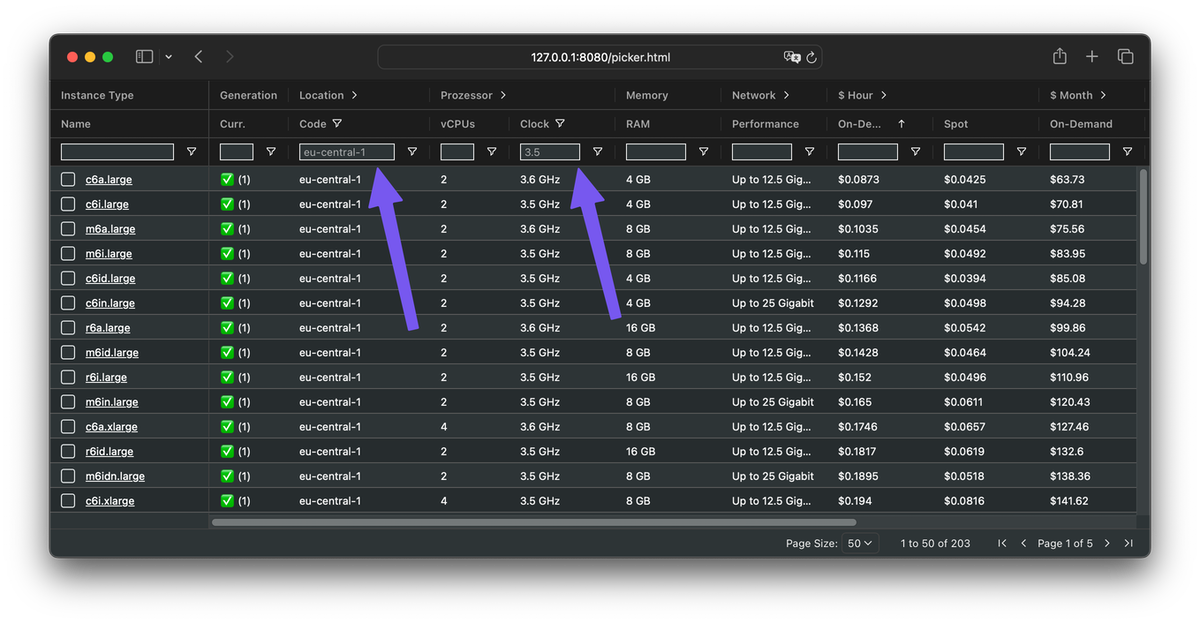 127.0.0.1:8080/picker.html
Instance Type Generation Location Prozessor Memory Network $ Hour $ Month
Name Curr. Code vCPUs Clock RAM Performance On-De... ↑ Spot On-Demand
eu-central-1 3.5
c6a.large ✅ (1) eu-central-1 2 3.6 GHz 4 GB Up to 12.5 Gig... $0.0873 $0.0425 $63.73
c6i.large ✅ (1) eu-central-1 2 3.5 GHz 4 GB Up to 12.5 Gig... $0.097 $0.041 $70.81
m6a.large ✅ (1) eu-central-1 2 3.6 GHz 8 GB Up to 12.5 Gig... $0.1035 $0.0454 $75.56
m6i.large ✅ (1) eu-central-1 2 3.5 GHz 8 GB Up to 12.5 Gig... $0.115 $0.0492 $83.95
c6id.large ✅ (1) eu-central-1 2 3.5 GHz 4 GB Up to 12.5 Gig... $0.1166 $0.0394 $85.08
c6in.large ✅ (1) eu-central-1 2 3.5 GHz 4 GB Up to 25 Gigabit $0.1292 $0.0498 $94.28
r6a.large ✅ (1) eu-central-1 2 3.6 GHz 16 GB Up to 12.5 Gig... $0.1368 $0.0542 $99.86
m6id.large ✅ (1) eu-central-1 2 3.5 GHz 8 GB Up to 12.5 Gig... $0.1428 $0.0464 $104.24
r6i.large ✅ (1) eu-central-1 2 3.5 GHz 16 GB Up to 12.5 Gig... $0.152 $0.0496 $110.96
m6in.large ✅ (1) eu-central-1 2 3.5 GHz 8 GB Up to 25 Gigabit $0.165 $0.0611 $120.43
c6a.xlarge ✅ (1) eu-central-1 4 3.6 GHz 8 GB Up to 12.5 Gig... $0.1746 $0.0657 $127.46
r6id.large ✅ (1) eu-central-1 2 3.5 GHz 16 GB Up to 12.5 Gig... $0.1817 $0.0619 $132.6
m6idn.large ✅ (1) eu-central-1 2 3.5 GHz 8 GB Up to 25 Gigabit $0.1895 $0.0518 $138.36
c6i.xlarge ✅ (1) eu-central-1 4 3.5 GHz 8 GB Up to 12.5 Gig... $0.194 $0.0816 $141.62
Page Size: 50 1 to 50 of 203 Page 1 of 5